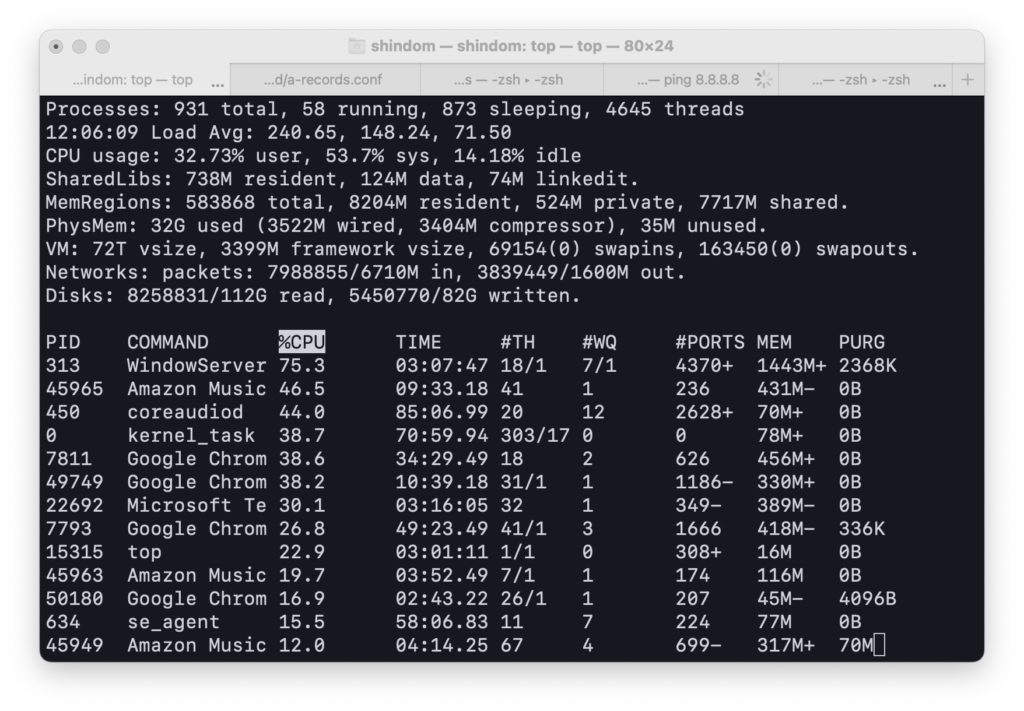 shindom — shindom: top — top — 80×24
...indom: top — top ... ...d/a-records.conf ...s — -zsh ▸ -zsh ...— ping 8.8.8.8 ...— -zsh ▸ -zsh ... +
Processes: 931 total, 58 running, 873 sleeping, 4645 threads
12:06:09 Load Avg: 240.65, 148.24, 71.50
CPU usage: 32.73% user, 53.7% sys, 14.18% idle
SharedLibs: 738M resident, 124M data, 74M linkedit.
MemRegions: 583868 total, 8204M resident, 524M private, 7717M shared.
PhysMem: 32G used (3522M wired, 3404M compressor), 35M unused.
VM: 72T vsize, 3399M framework vsize, 69154(0) swapins, 163450(0) swapouts.
Networks: packets: 7988855/6710M in, 3839449/1600M out.
Disks: 8258831/112G read, 5450770/82G written.
PID COMMAND %CPU TIME #TH #WQ #PORTS MEM PURG
313 WindowServer 75.3 03:07:47 18/1 7/1 4370+ 1443M+ 2368K
45965 Amazon Music 46.5 09:33.18 41 1 236 431M- 0B
450 coreaudiod 44.0 85:06.99 20 12 2628+ 70M+ 0B
0 kernel_task 38.7 70:59.94 303/17 0 0 78M+ 0B
7811 Google Chrom 38.6 34:29.49 18 2 626 456M+ 0B
49749 Google Chrom 38.2 10:39.18 31/1 1 1186- 330M+ 0B
22692 Microsoft Te 30.1 03:16:05 32 1 349- 389M- 0B
7793 Google Chrom 26.8 49:23.49 41/1 3 1666 418M- 336K
15315 top 22.9 03:01:11 1/1 0 308+ 16M 0B
45963 Amazon Music 19.7 03:52.49 7/1 1 174 116M 0B
50180 Google Chrom 16.9 02:43.22 26/1 1 207 45M- 4096B
634 se_agent 15.5 58:06.83 11 7 224 77M 0B
45949 Amazon Music 12.0 04:14.25 67 4 699- 317M+ 70M